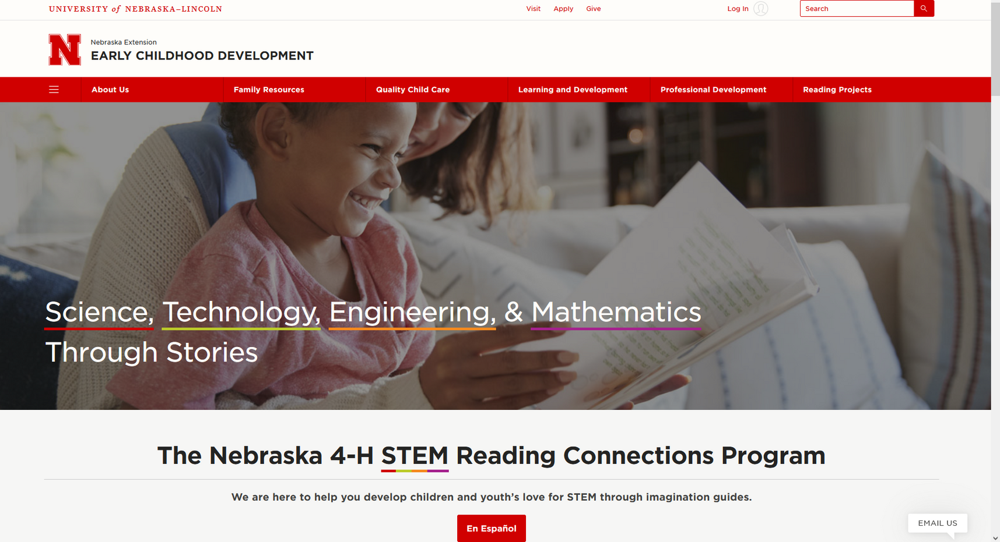 UNIVERSITY of NEBRASKA–LINCOLN
Visit Apply Give
Log In
Search
N
Nebraska Extension
EARLY CHILDHOOD DEVELOPMENT
About Us
Family Resources
Quality Child Care
Learning and Development
Professional Development
Reading Projects
Science, Technology, Engineering, & Mathematics
Through Stories
The Nebraska 4-H STEM Reading Connections Program
We are here to help you develop children and youth’s love for STEM through imagination guides.
En Español
EMAIL US